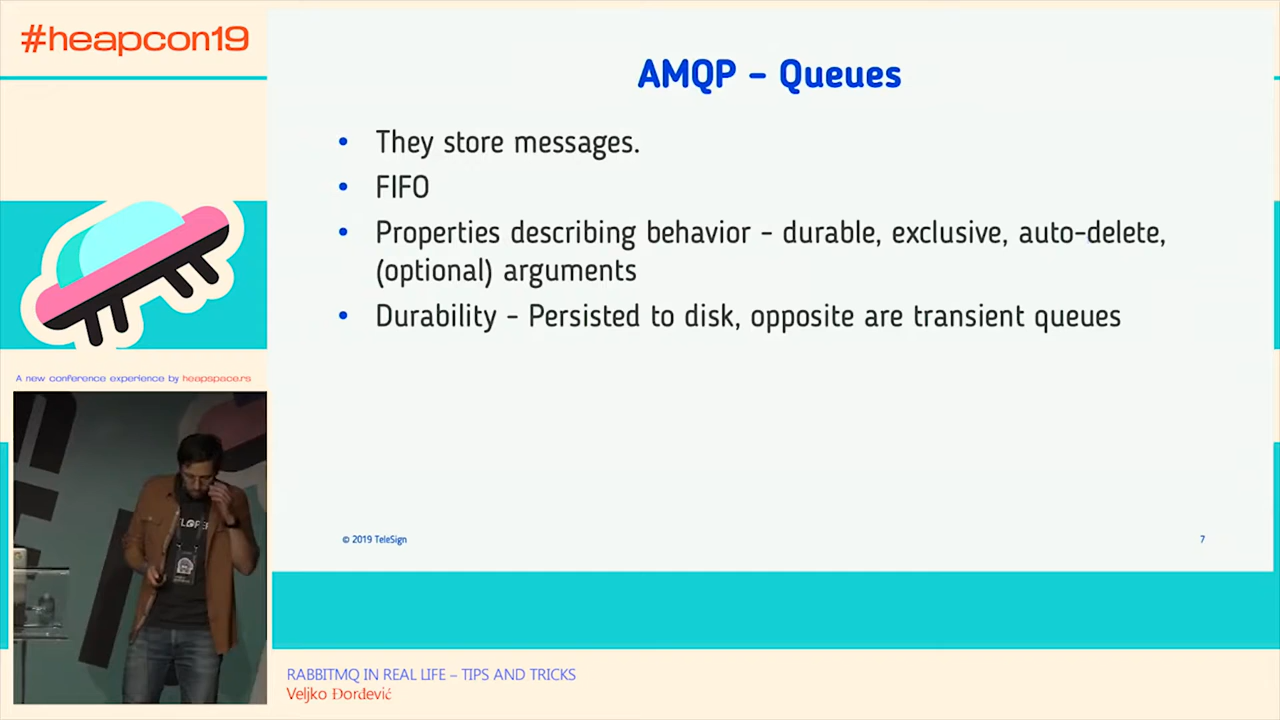 #heapcon19
AMQP – Queues
• They store messages.
• FIFO
• Properties describing behavior – durable, exclusive, auto-delete,
(optional) arguments
• Durability – Persisted to disk, opposite are transient queues
© 2019 TeleSign
7
A new conference experience by heapspace.rs
RABBITMQ IN REAL LIFE – TIPS AND TRICKS
Veljko Đorđević